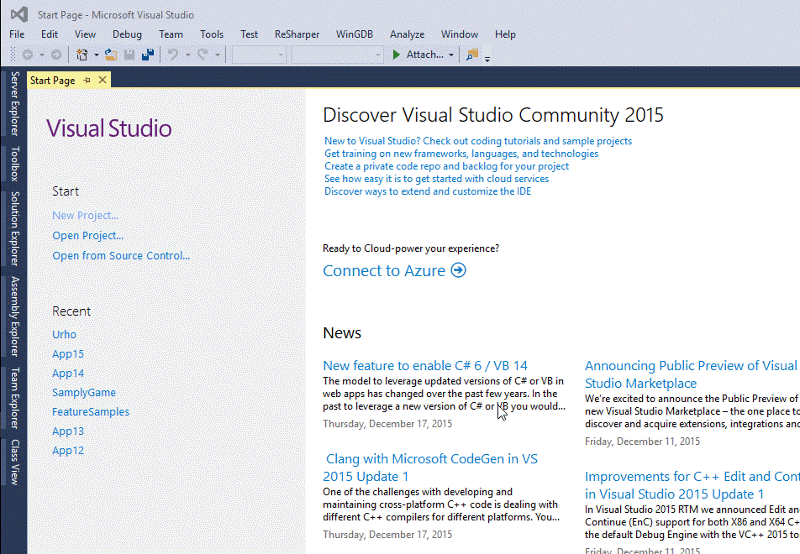 Start Page - Microsoft Visual Studio
File Edit View Debug Team Tools Test ReSharper WinGDB Analyze Window Help
Attach...
Server Explorer
Toolbox
Solution Explorer
Assembly Explorer
Team Explorer
Class View
Start Page
Visual Studio
Start
New Project...
Open Project...
Open from Source Control...
Recent
Urho
App15
App14
SamplyGame
FeatureSamples
App13
App12
Discover Visual Studio Community 2015
New to Visual Studio? Check out coding tutorials and sample projects
Get training on new frameworks, languages, and technologies
Create a private code repo and backlog for your project
See how easy it is to get started with cloud services
Discover ways to extend and customize the IDE
Ready to Cloud-power your experience?
Connect to Azure
News
New feature to enable C# 6 / VB 14
The model to leverage updated versions of C# or VB in
web apps has changed over the past few years. In the
past to leverage a new version of C# or VB you would...
Thursday, December 17, 2015
Clang with Microsoft CodeGen in VS
2015 Update 1
One of the challenges with developing and
maintaining cross-platform C++ code is dealing with
different C++ compilers for different platforms. You...
Thursday, December 17, 2015
Announcing Public Preview of Visual
Studio Marketplace
We're excited to announce the Public Preview of
new Visual Studio Marketplace – the one place to
discover and acquire extensions, integrations and
Friday, December 11, 2015
Improvements for C++ Edit and Cont
in Visual Studio 2015 Update 1
In Visual Studio 2015 RTM we announced Edit and
Continue (EnC) support for both X86 and X64 C+
the default Debug Engine with the VC++ 2015 to
Friday, December 11, 2015